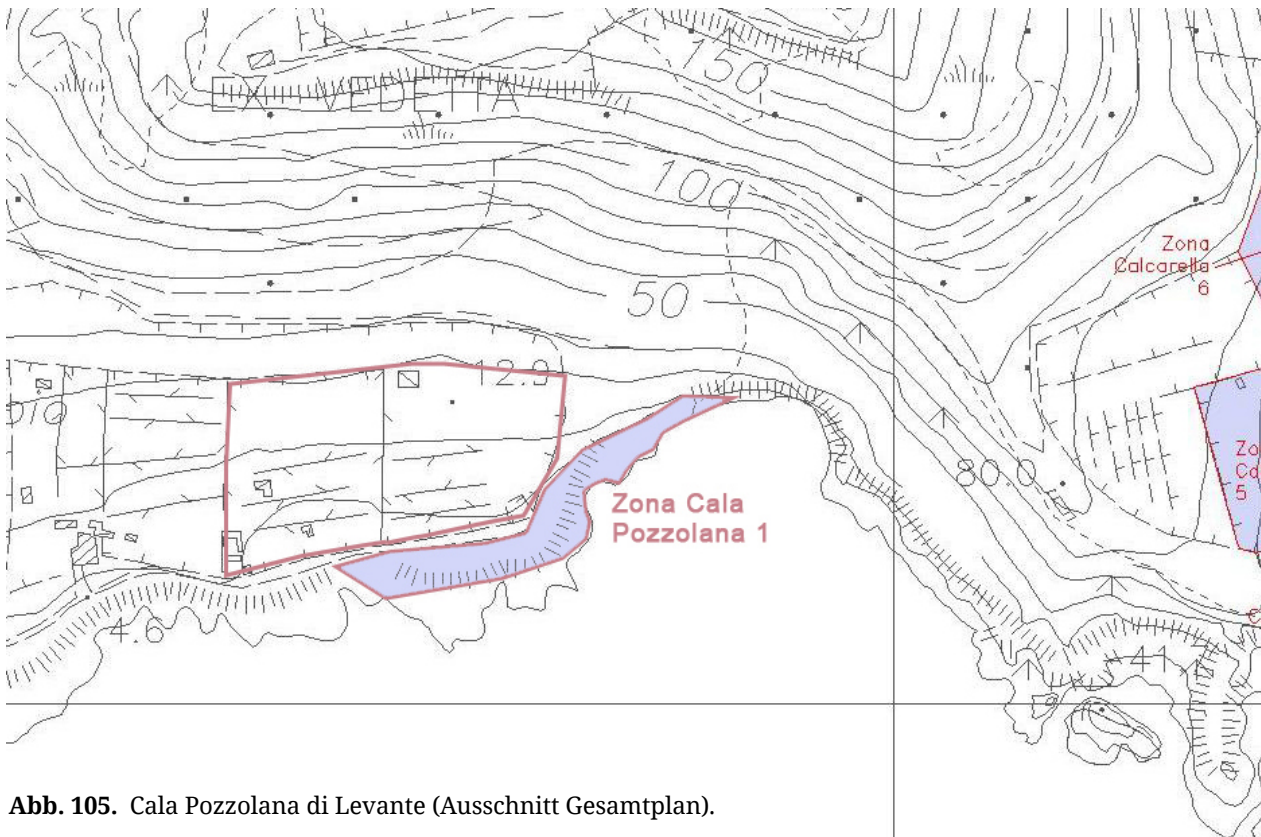 EX VEDETTA
150
100
50
Zona
Calcarella
6
12.9
Zona Cala
Pozzolana 1
80.0
5
4.6
Abb. 105. Cala Pozzolana di Levante (Ausschnitt Gesamtplan).